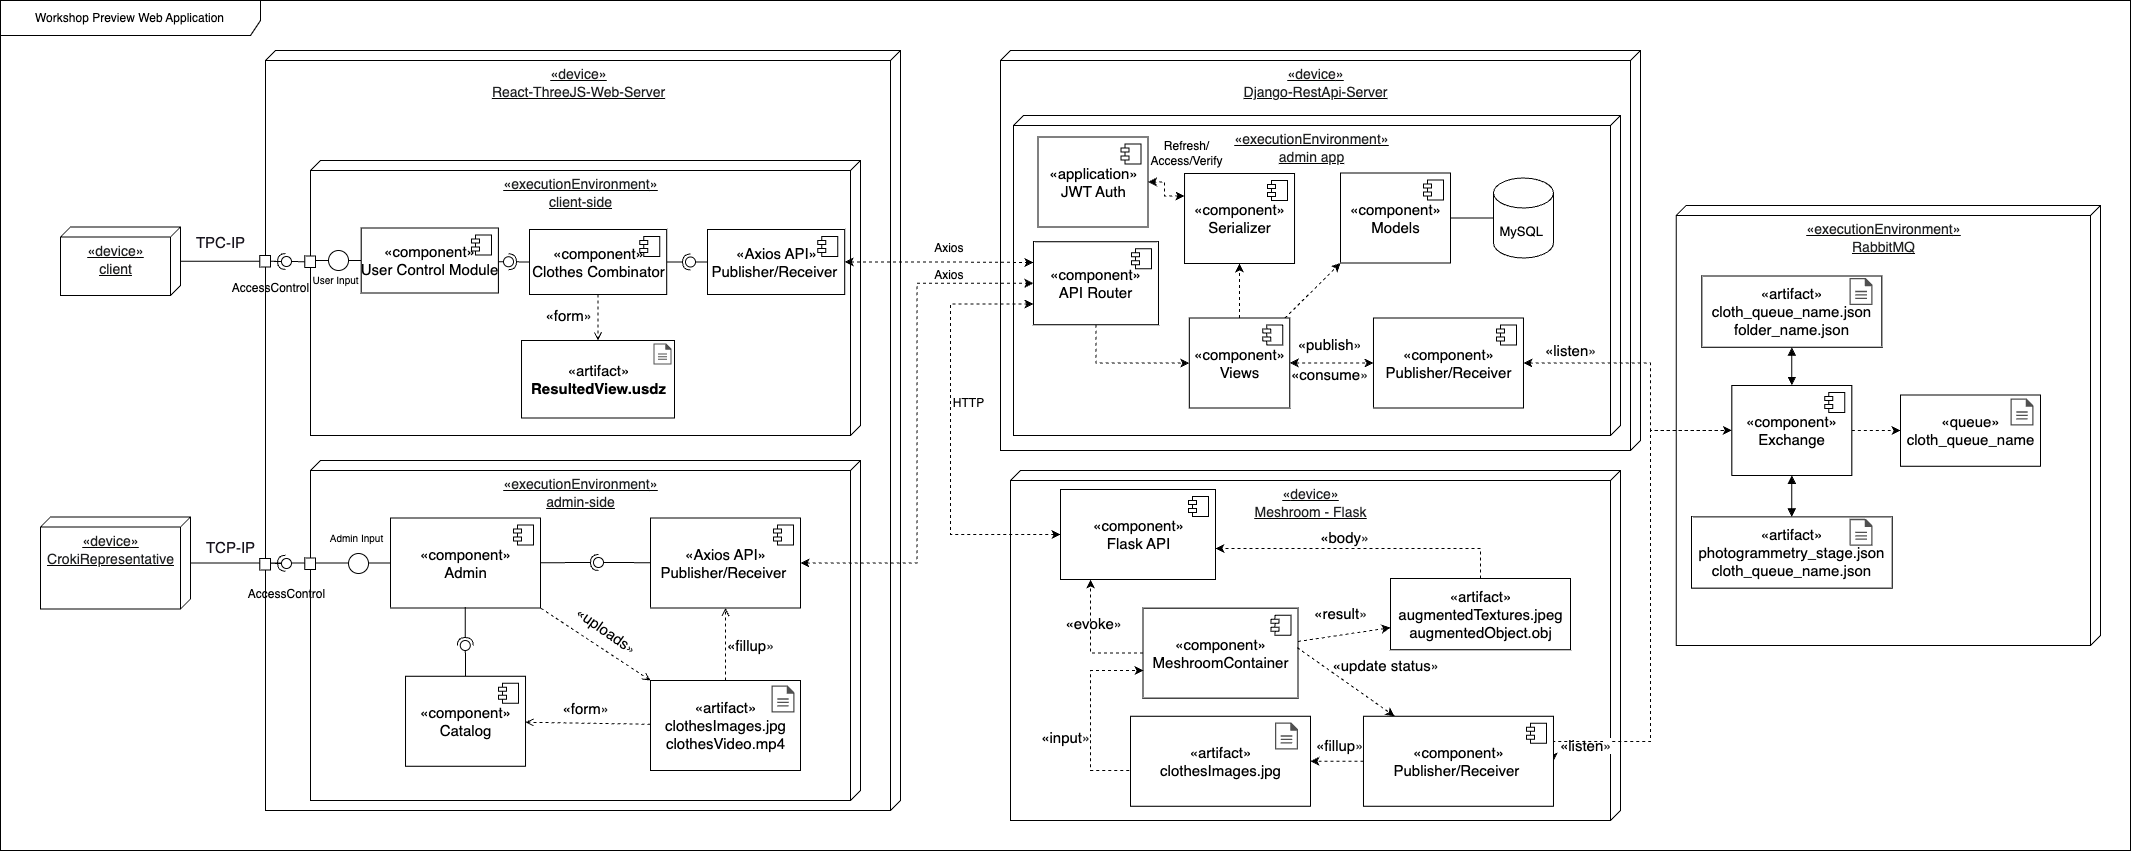 Workshop Preview Web Application
«device»
client
TPC-IP
AccessControl
«device»
CrokiRepresentative
TCP-IP
AccessControl
«device»
React-ThreeJS-Web-Server
«executionEnvironment»
client-side
User Input
«component»
User Control Module
«component»
Clothes Combinator
«Axios API»
Publisher/Receiver
«form»
«artifact»
ResultedView.usdz
«executionEnvironment»
admin-side
Admin Input
«component»
Admin
«Axios API»
Publisher/Receiver
«uploads»
«fillup»
«component»
Catalog
«form»
«artifact»
clothesImages.jpg
clothesVideo.mp4
Axios
Axios
HTTP
«device»
Django-RestApi-Server
«executionEnvironment»
admin app
«application»
JWT Auth
Refresh/
Access/Verify
«component»
Serializer
«component»
Models
MySQL
«component»
API Router
«component»
Views
«publish»
«consume»
«component»
Publisher/Receiver
«listen»
«device»
Meshroom - Flask
«component»
Flask API
«body»
«artifact»
augmentedTextures.jpeg
augmentedObject.obj
«evoke»
«component»
MeshroomContainer
«result»
«update status»
«input»
«artifact»
clothesImages.jpg
«fillup»
«component»
Publisher/Receiver
«listen»
«executionEnvironment»
RabbitMQ
«artifact»
cloth_queue_name.json
folder_name.json
«component»
Exchange
«queue»
cloth_queue_name
«artifact»
photogrammetry_stage.json
cloth_queue_name.json